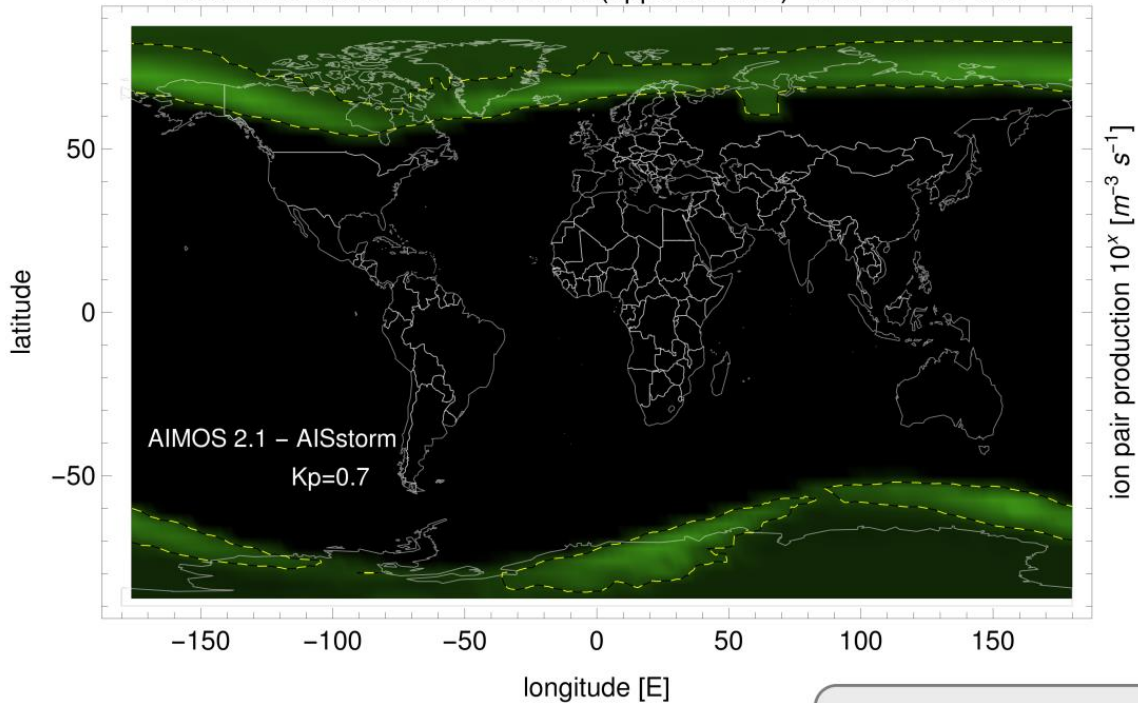 50
0
−50
latitude
AIMOS 2.1 − AISstorm
Kp=0.7
ion pair production 10ˣ [m⁻³ s⁻¹]
−150 −100 −50 0 50 100 150
longitude [E]